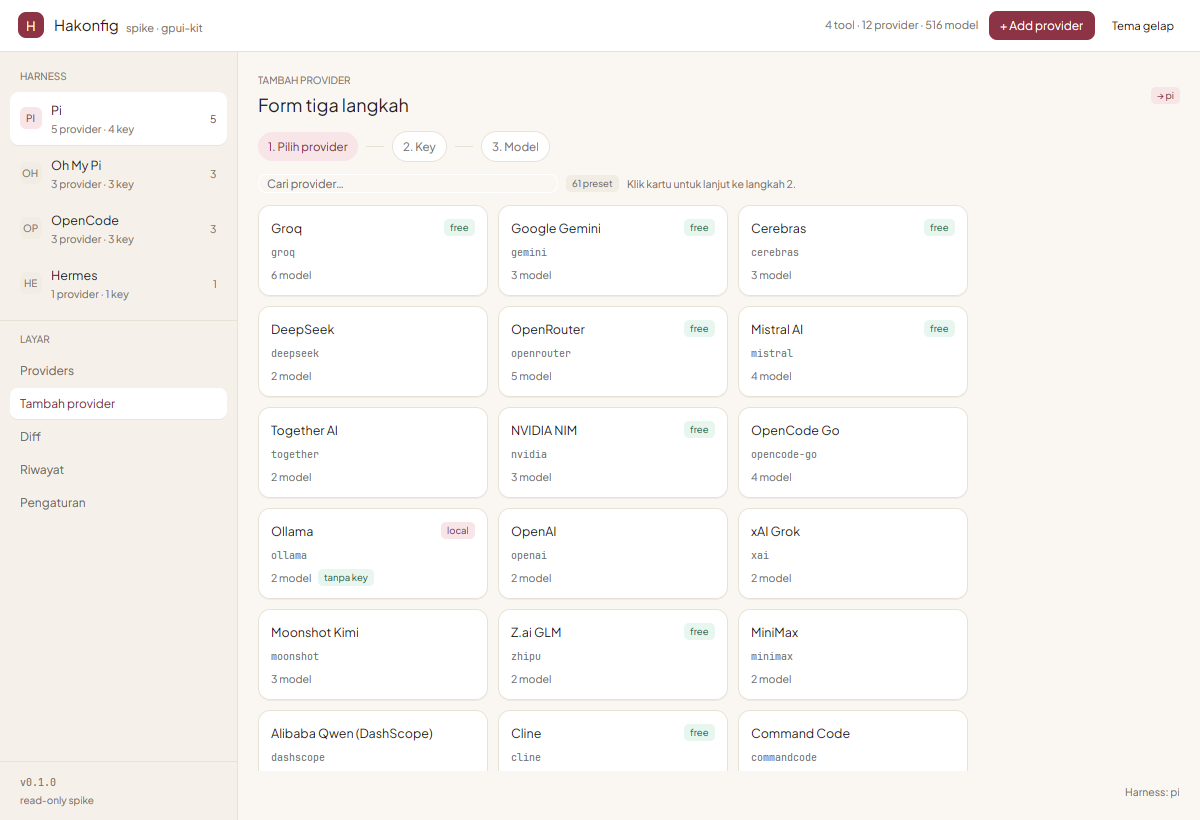 H
Hakonfig
spike · gpui-kit
4 tool · 12 provider · 516 model
+ Add provider
Tema gelap
HARNESS
PI
Pi
5 provider · 4 key
5
OH
Oh My Pi
3 provider · 3 key
3
OP
OpenCode
3 provider · 3 key
3
HE
Hermes
1 provider · 1 key
1
LAYAR
Providers
Tambah provider
Diff
Riwayat
Pengaturan
v0.1.0
read-only spike
TAMBAH PROVIDER
Form tiga langkah
→ pi
1. Pilih provider
2. Key
3. Model
Cari provider...
61 preset
Klik kartu untuk lanjut ke langkah 2.
Groq
free
groq
6 model
Google Gemini
free
gemini
3 model
Cerebras
free
cerebras
3 model
DeepSeek
deepseek
2 model
OpenRouter
free
openrouter
5 model
Mistral AI
free
mistral
4 model
Together AI
together
2 model
NVIDIA NIM
free
nvidia
3 model
OpenCode Go
opencode-go
4 model
Ollama
local
ollama
2 model
tanpa key
OpenAI
openai
2 model
xAI Grok
xai
2 model
Moonshot Kimi
moonshot
3 model
Z.ai GLM
free
zhipu
2 model
MiniMax
minimax
2 model
Alibaba Qwen (DashScope)
dashscope
Cline
free
cline
Command Code
commandcode
Harness: pi